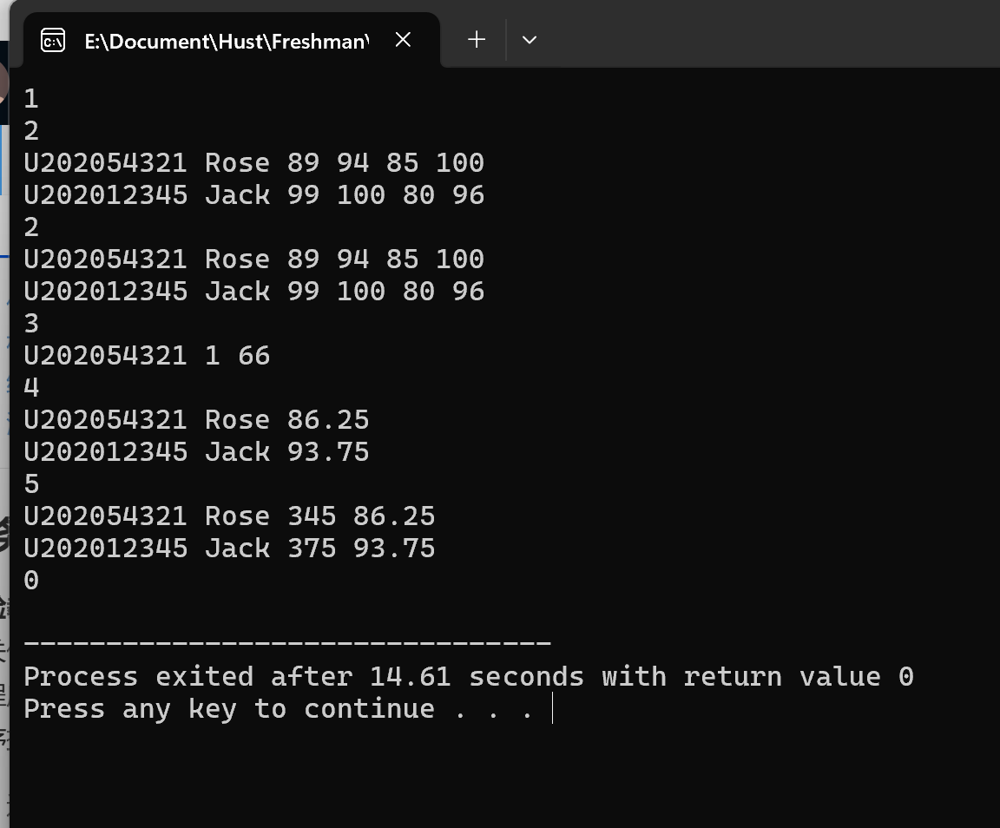 E:\Document\Hust\Freshman\
1
2
U202054321 Rose 89 94 85 100
U202012345 Jack 99 100 80 96
2
U202054321 Rose 89 94 85 100
U202012345 Jack 99 100 80 96
3
U202054321 1 66
4
U202054321 Rose 86.25
U202012345 Jack 93.75
5
U202054321 Rose 345 86.25
U202012345 Jack 375 93.75
0
--------------------------------
Process exited after 14.61 seconds with return value 0
Press any key to continue . . .